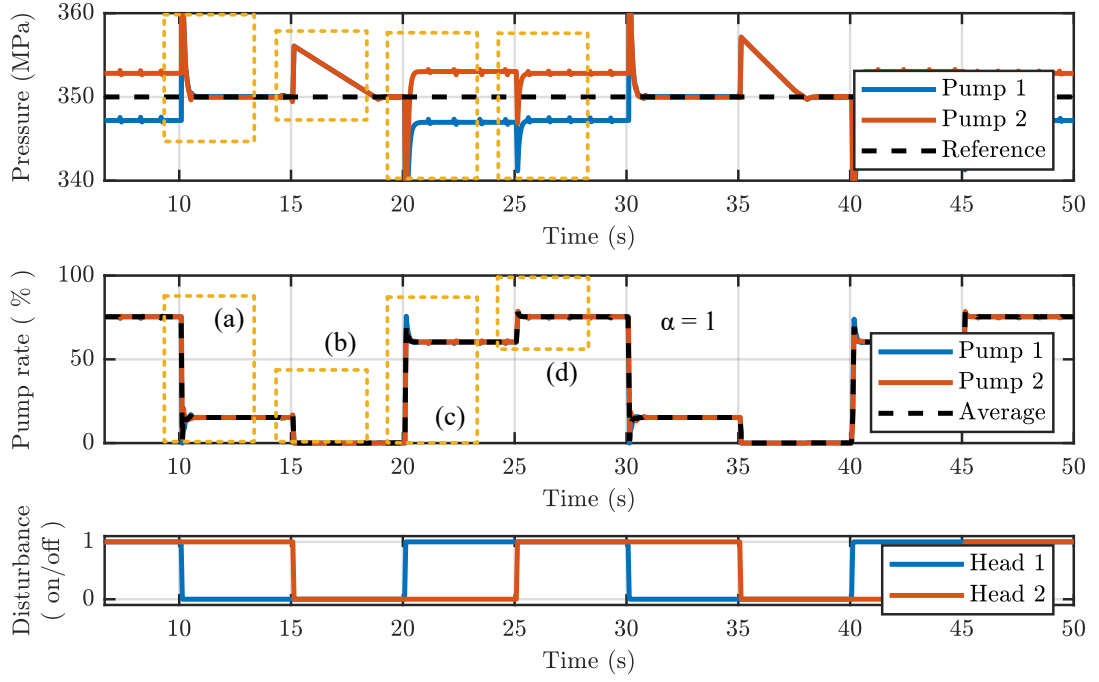 Pressure (MPa)
360
350
340
Pump 1
Pump 2
Reference
10 15 20 25 30 35 40 45 50
Time (s)
Pump rate ( % )
100
50
0
(a)
(b)
(c)
(d)
α = 1
Pump 1
Pump 2
Average
10 15 20 25 30 35 40 45 50
Time (s)
Disturbance
( on/off )
1
0
Head 1
Head 2
10 15 20 25 30 35 40 45 50
Time (s)